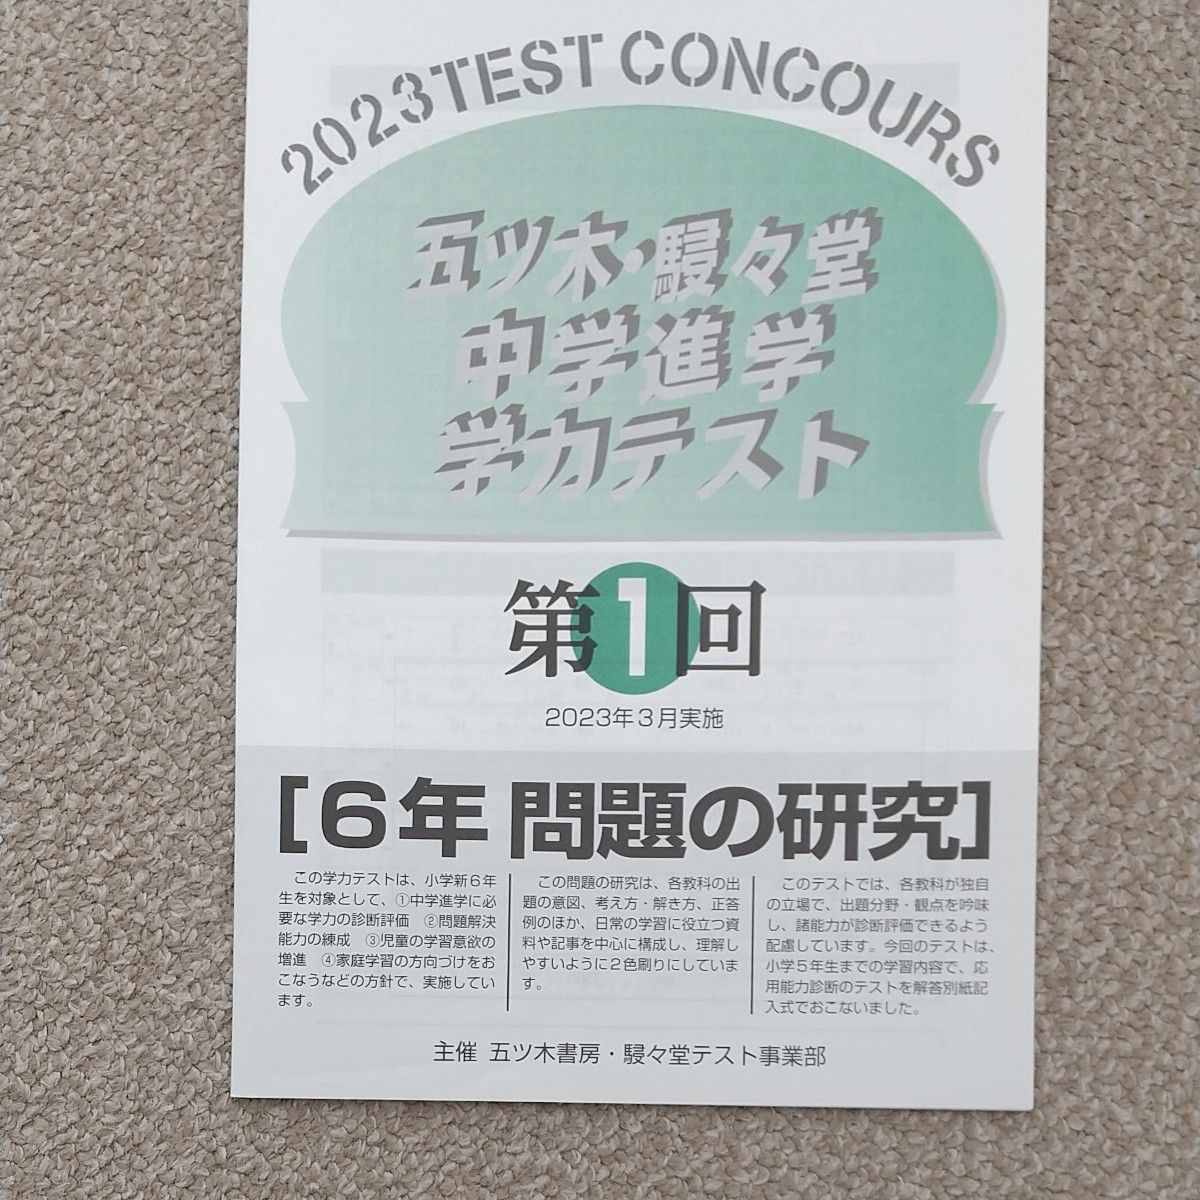 2023 TEST CONCOURS
五ツ木・駸々堂
中学進学
学力テスト
第1回
2023年3月実施
[6年 問題の研究]
この学力テストは、小学新6年
生を対象として、①中学進学に必
要な学力の診断評価 ②問題解決
能力の練成 ③児童の学習意欲の
増進 ④家庭学習の方向づけをお
こなうなどの方針で、実施してい
ます。
この問題の研究は、各教科の出
題の意図、考え方・解き方、正答
例のほか、日常の学習に役立つ資
料や記事を中心に構成し、理解し
やすいように2色刷りにしていま
す。
このテストでは、各教科が独自
の立場で、出題分野・観点を吟味
し、諸能力が診断評価できるよう
配慮しています。今回のテストは、
小学5年生までの学習内容で、応
用能力診断のテストを解答別紙記
入式でおこないました。
主催 五ツ木書房・駸々堂テスト事業部